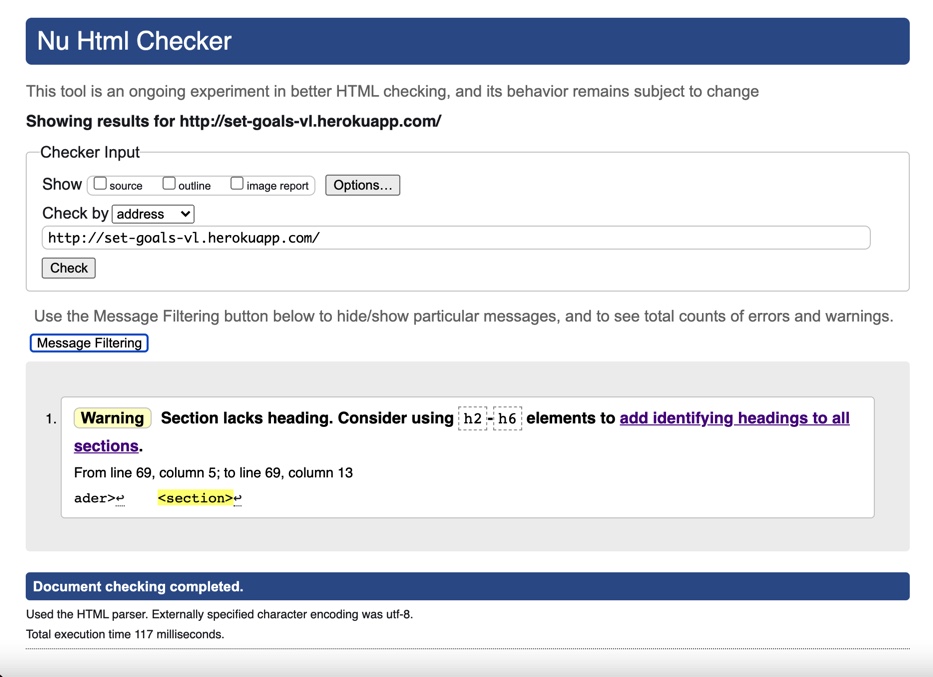 Nu Html Checker
This tool is an ongoing experiment in better HTML checking, and its behavior remains subject to change
Showing results for http://set-goals-vl.herokuapp.com/
Checker Input
Show source outline image report Options...
Check by address
http://set-goals-vl.herokuapp.com/
Check
Use the Message Filtering button below to hide/show particular messages, and to see total counts of errors and warnings.
Message Filtering
1. Warning Section lacks heading. Consider using h2-h6 elements to add identifying headings to all
sections.
From line 69, column 5; to line 69, column 13
ader>↩ <section>↩
Document checking completed.
Used the HTML parser. Externally specified character encoding was utf-8.
Total execution time 117 milliseconds.